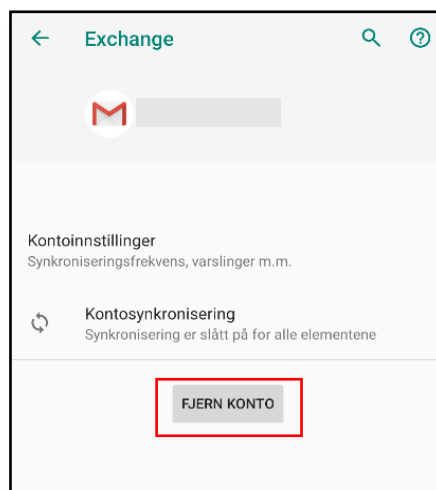 Exchange
Kontoinnstillinger
Synkroniseringsfrekvens, varslinger m.m.
Kontosynkronisering
Synkronisering er slått på for alle elementene
FJERN KONTO